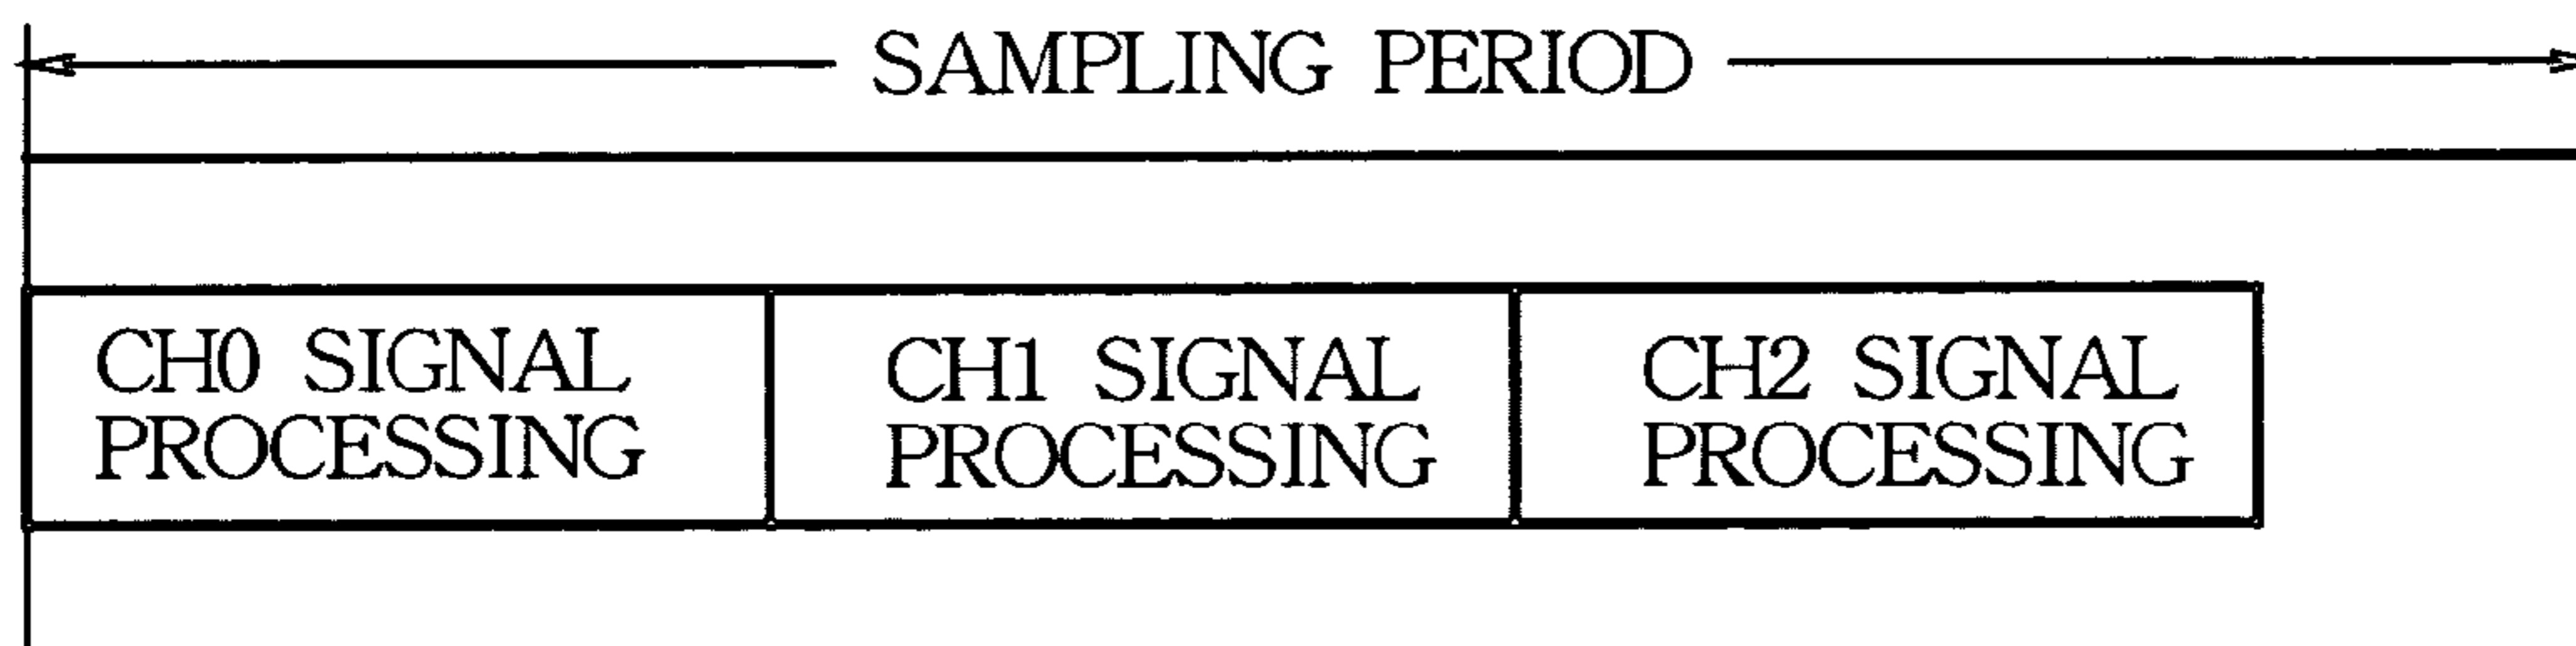 SAMPLING PERIOD
CH0 SIGNAL
PROCESSING
CH1 SIGNAL
PROCESSING
CH2 SIGNAL
PROCESSING